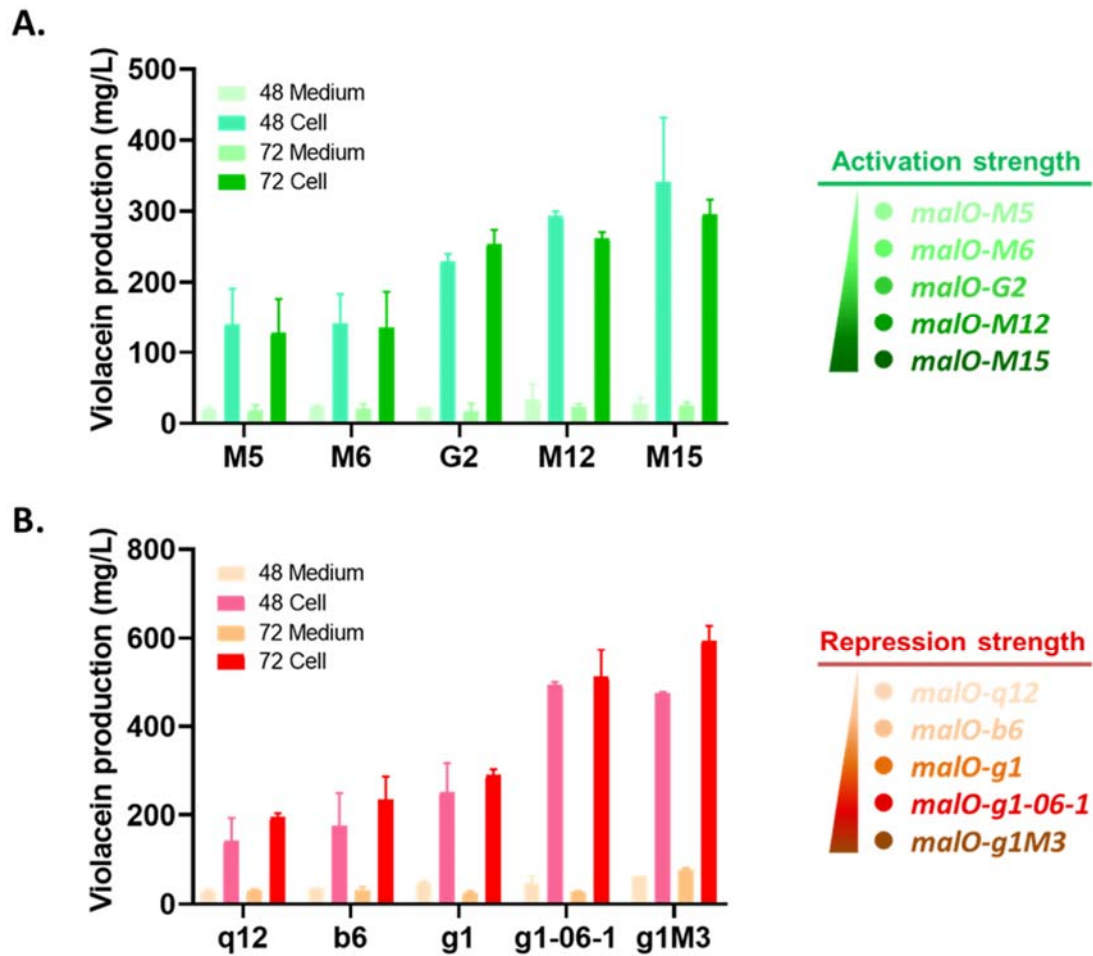 A.
Violacein production (mg/L)
500
400
300
200
100
0
48 Medium
48 Cell
72 Medium
72 Cell
M5 M6 G2 M12 M15
Activation strength
malO-M5
malO-M6
malO-G2
malO-M12
malO-M15
B.
Violacein production (mg/L)
800
600
400
200
0
48 Medium
48 Cell
72 Medium
72 Cell
q12 b6 g1 g1-06-1 g1M3
Repression strength
malO-q12
malO-b6
malO-g1
malO-g1-06-1
malO-g1M3